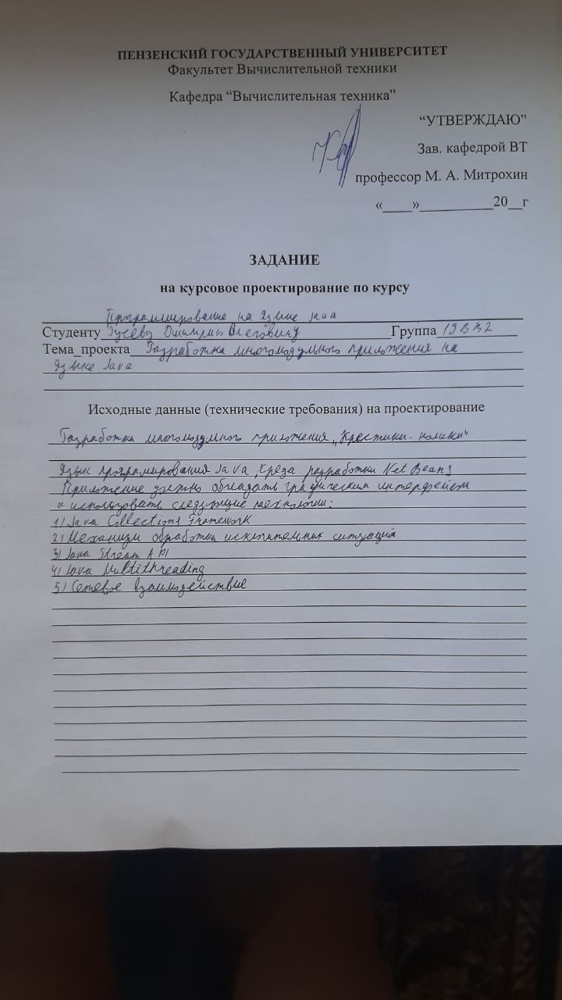 ПЕНЗЕНСКИЙ ГОСУДАРСТВЕННЫЙ УНИВЕРСИТЕТ
Факультет Вычислительной техники
Кафедра “Вычислительная техника”
“УТВЕРЖДАЮ”
Зав. кафедрой ВТ
профессор М. А. Митрохин
«____»__________20__г
ЗАДАНИЕ
на курсовое проектирование по курсу
Программирование на языке Java
Студенту Гусеву Дмитрию Олеговичу Группа 19ВВ2
Тема_проекта Разработка многомодульного приложения на
языке Java
Исходные данные (технические требования) на проектирование
Разработка многомодульного приложения „Крестики-нолики“
Язык программирования Java, среда разработки NetBeans
Приложение должно обладать графическим интерфейсом
и использовать следующие технологии:
1) Java Collections Framework
2) Механизм обработки исключительных ситуаций.
3) Java Stream API
4) Java Multithreading
5) Сетевое взаимодействие